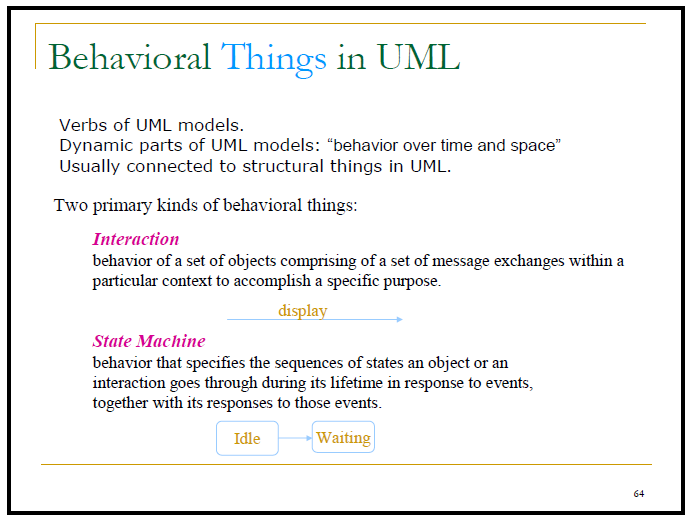 Behavioral Things in UML
Verbs of UML models.
Dynamic parts of UML models: “behavior over time and space”
Usually connected to structural things in UML.
Two primary kinds of behavioral things:
Interaction
behavior of a set of objects comprising of a set of message exchanges within a
particular context to accomplish a specific purpose.
display
State Machine
behavior that specifies the sequences of states an object or an
interaction goes through during its lifetime in response to events,
together with its responses to those events.
Idle
Waiting
64